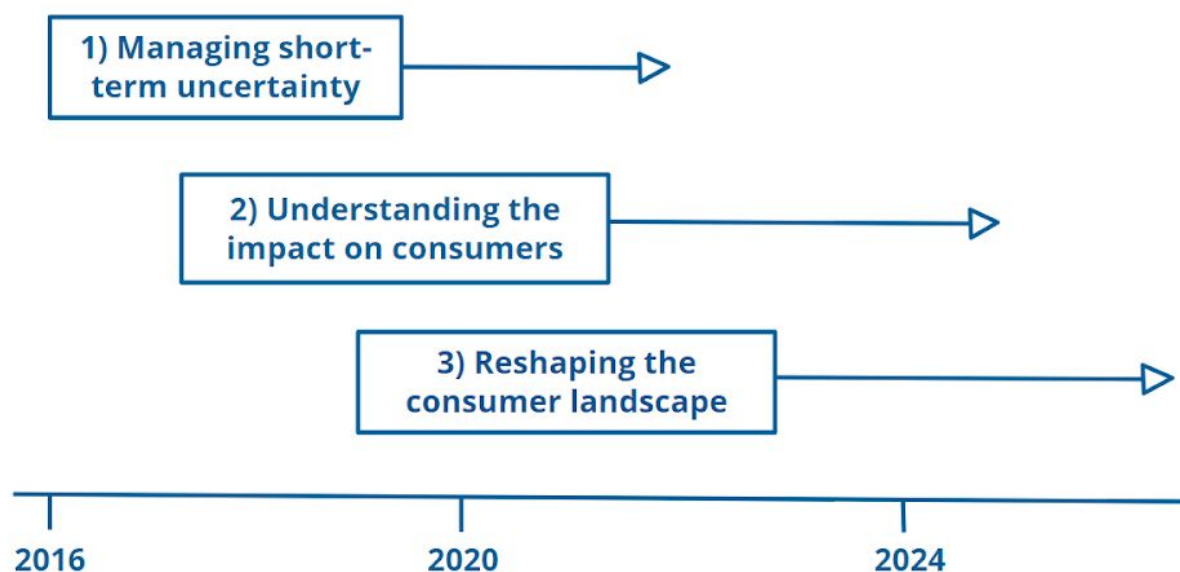 1) Managing short-
term uncertainty
2) Understanding the
impact on consumers
3) Reshaping the
consumer landscape
2016
2020
2024